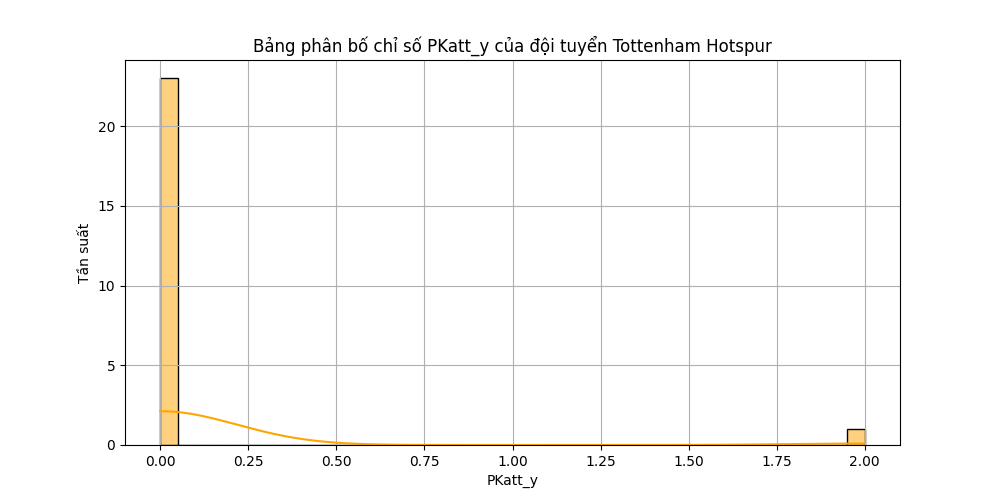 Bảng phân bố chỉ số PKatt_y của đội tuyển Tottenham Hotspur
Tần suất
20
15
10
5
0
0.00 0.25 0.50 0.75 1.00 1.25 1.50 1.75 2.00
PKatt_y